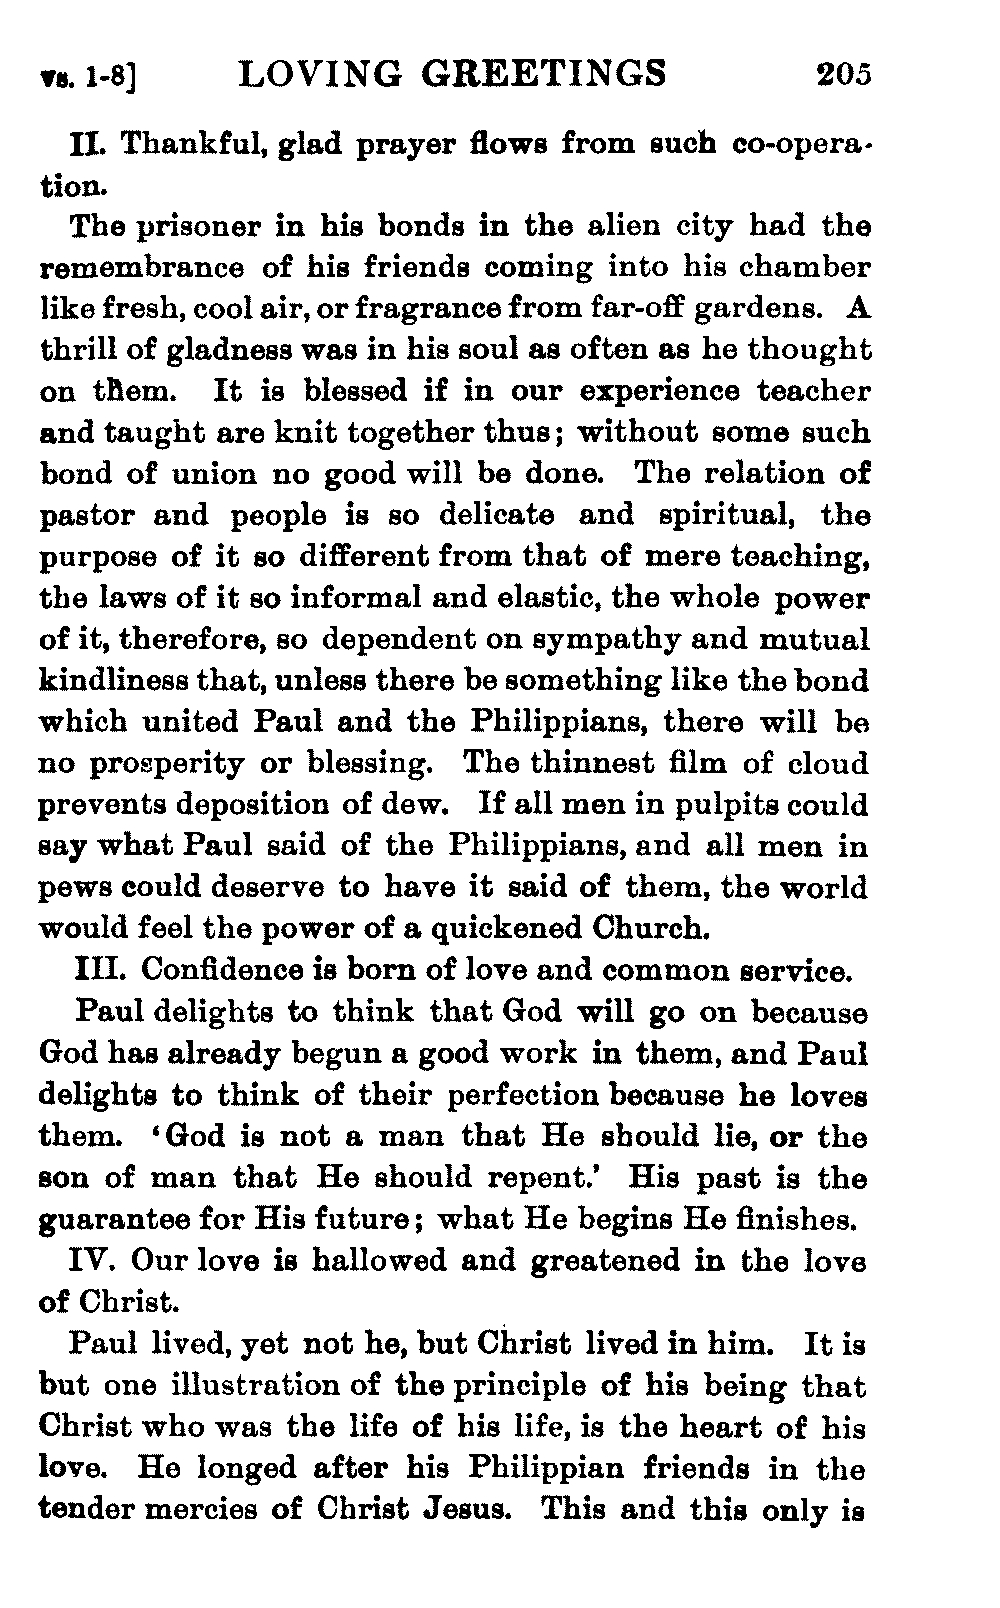 vs. 1-8] LOVING GREETINGS 205
II. Thankful, glad prayer flows from such co-opera-
tion.
The prisoner in his bonds in the alien city had the
remembrance of his friends coming into his chamber
like fresh, cool air, or fragrance from far-off gardens. A
thrill of gladness was in his soul as often as he thought
on them. It is blessed if in our experience teacher
and taught are knit together thus; without some such
bond of union no good will be done. The relation of
pastor and people is so delicate and spiritual, the
purpose of it so different from that of mere teaching,
the laws of it so informal and elastic, the whole power
of it, therefore, so dependent on sympathy and mutual
kindliness that, unless there be something like the bond
which united Paul and the Philippians, there will be
no prosperity or blessing. The thinnest film of cloud
prevents deposition of dew. If all men in pulpits could
say what Paul said of the Philippians, and all men in
pews could deserve to have it said of them, the world
would feel the power of a quickened Church.
III. Confidence is born of love and common service.
Paul delights to think that God will go on because
God has already begun a good work in them, and Paul
delights to think of their perfection because he loves
them. ‘God is not a man that He should lie, or the
son of man that He should repent.’ His past is the
guarantee for His future; what He begins He finishes.
IV. Our love is hallowed and greatened in the love
of Christ.
Paul lived, yet not he, but Christ lived in him. It is
but one illustration of the principle of his being that
Christ who was the life of his life, is the heart of his
love. He longed after his Philippian friends in the
tender mercies of Christ Jesus. This and this only is